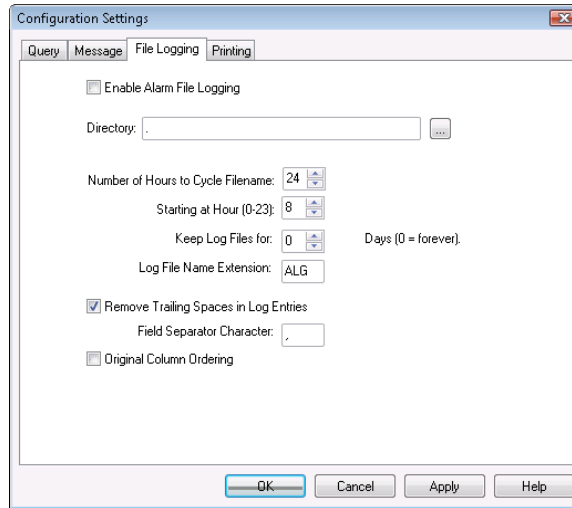 Configuration Settings
Query Message File Logging Printing
Enable Alarm File Logging
Directory: . ...
Number of Hours to Cycle Filename: 24
Starting at Hour (0-23): 8
Keep Log Files for: 0 Days (0 = forever).
Log File Name Extension: ALG
Remove Trailing Spaces in Log Entries
Field Separator Character: ,
Original Column Ordering
OK Cancel Apply Help